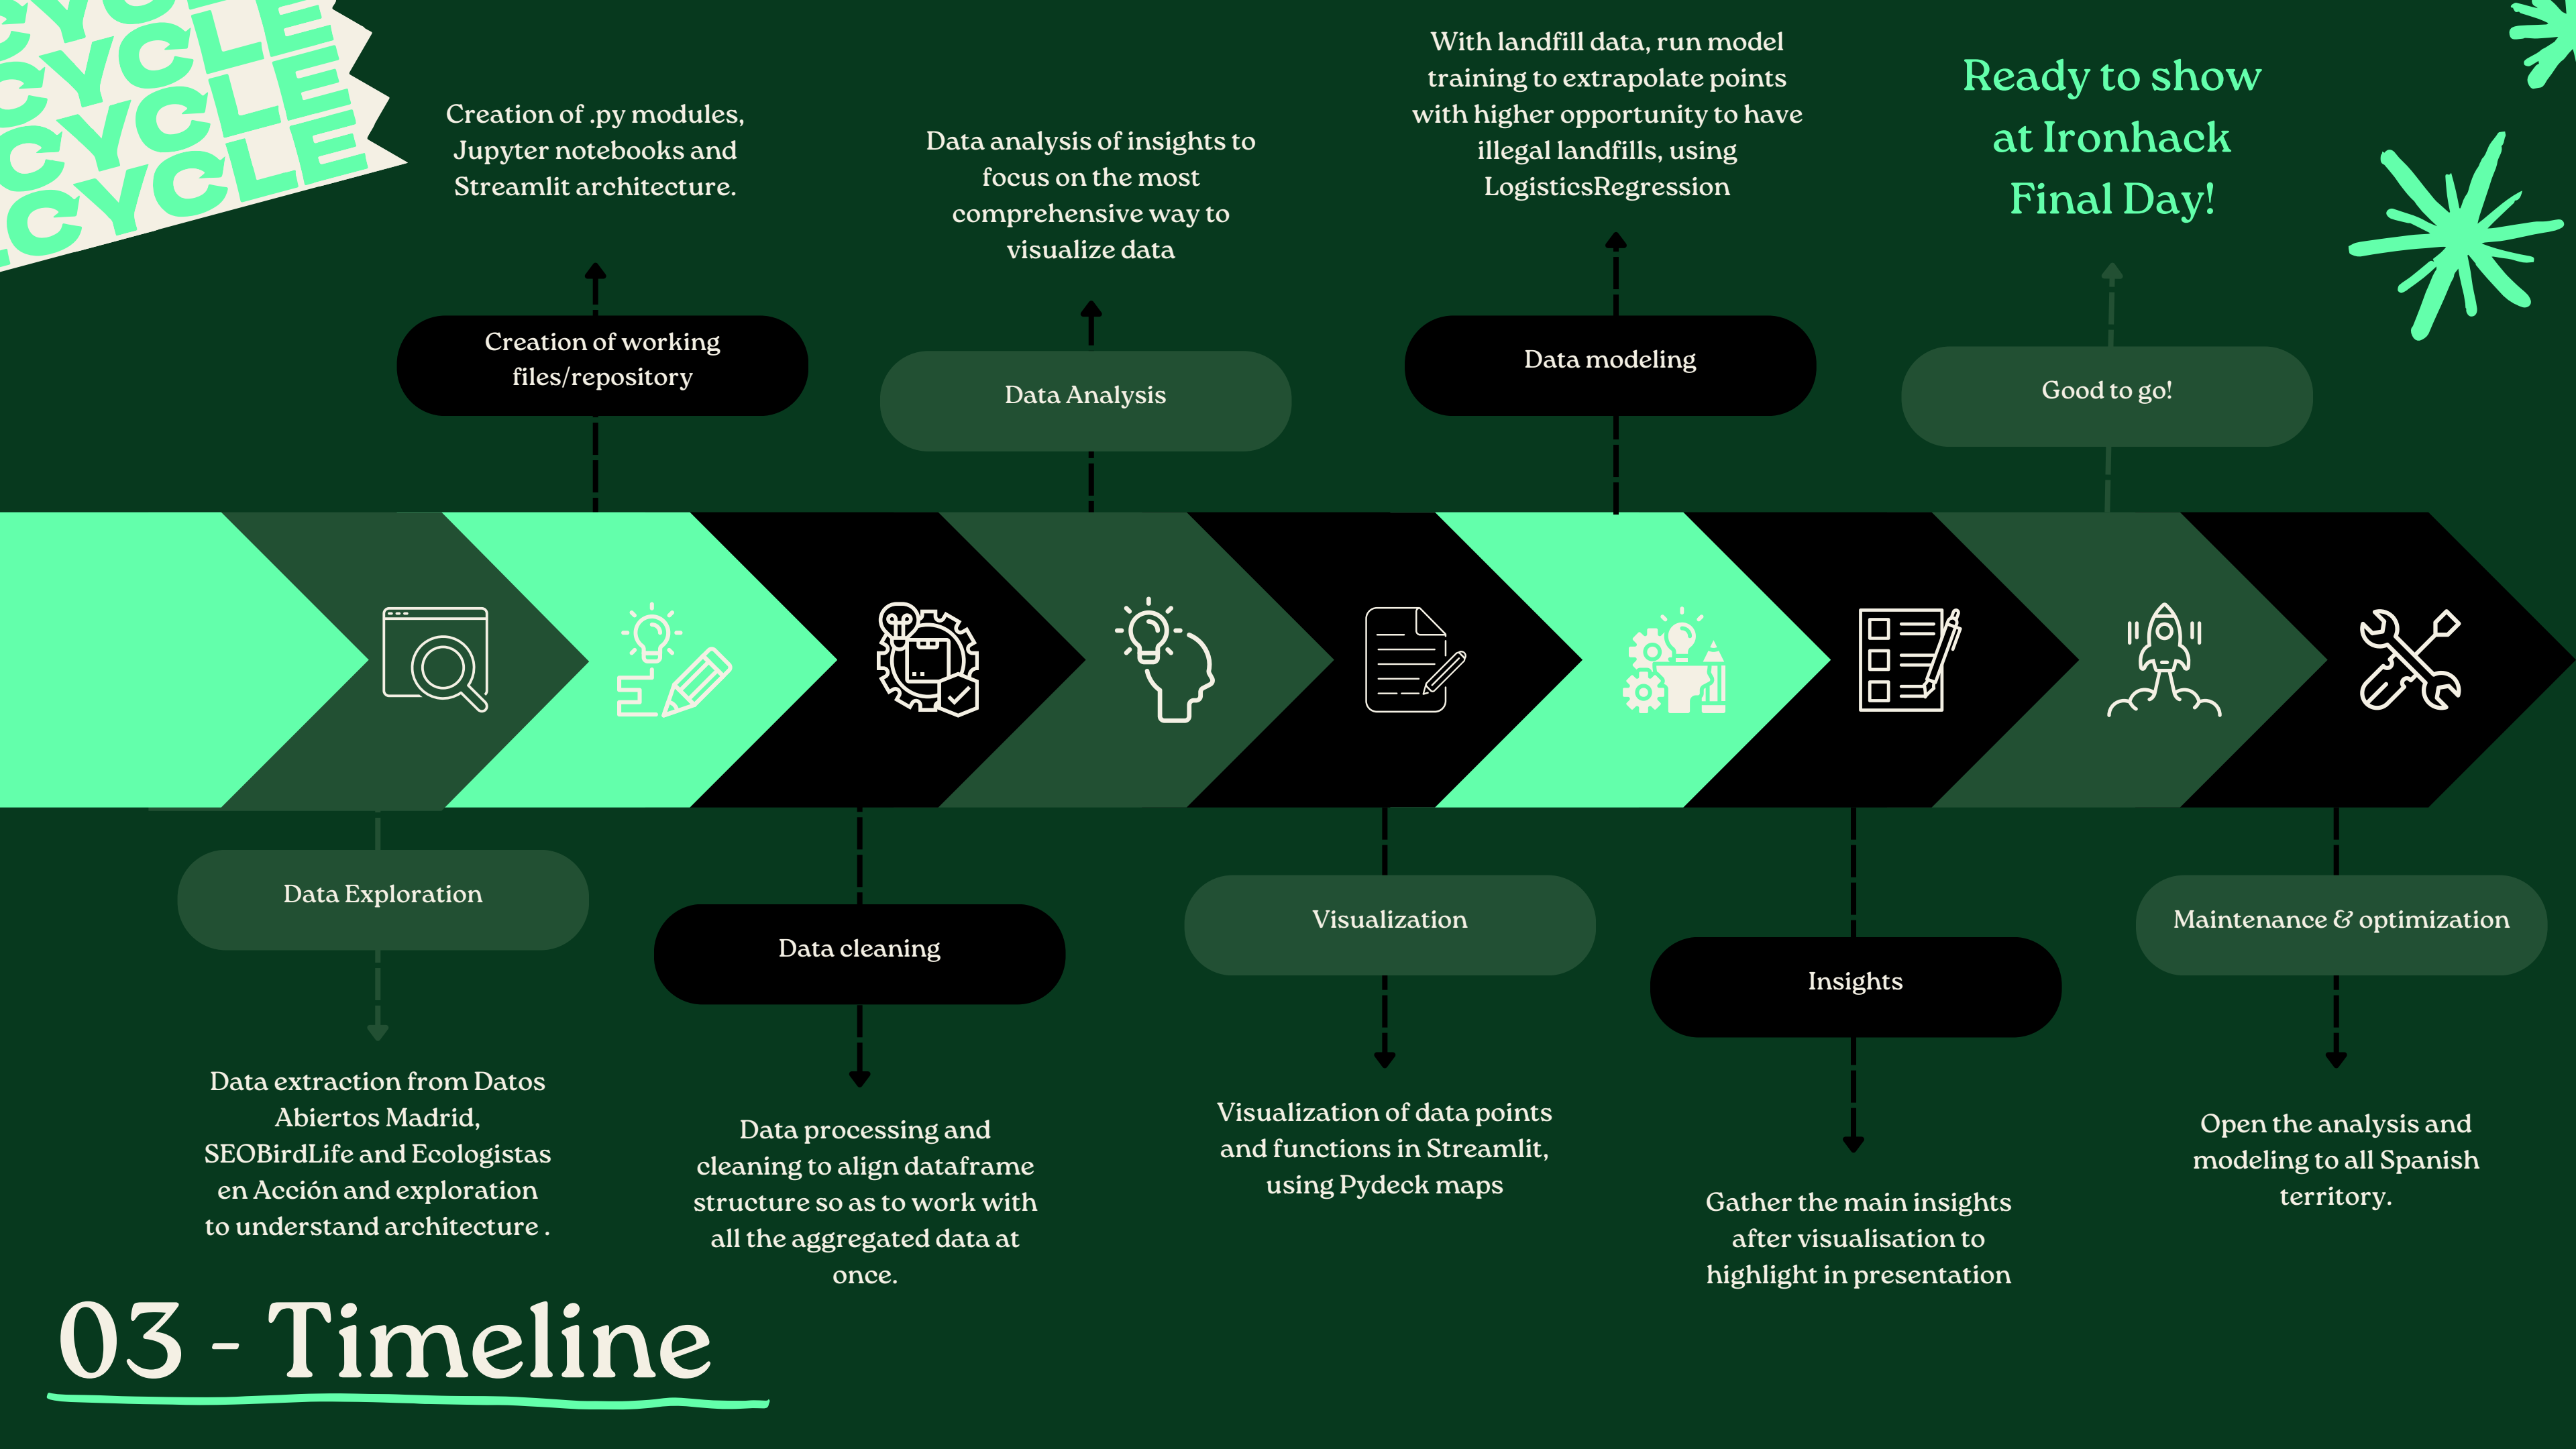 CYCLE
CYCLE
CYCLE
.CYCLE
Creation of .py modules,
Jupyter notebooks and
Streamlit architecture.
Data analysis of insights to
focus on the most
comprehensive way to
visualize data
With landfill data, run model
training to extrapolate points
with higher opportunity to have
illegal landfills, using
LogisticsRegression
Ready to show
at Ironhack
Final Day!
Creation of working
files/repository
Data Analysis
Data modeling
Good to go!
Data Exploration
Data cleaning
Visualization
Insights
Maintenance & optimization
Data extraction from Datos
Abiertos Madrid,
SEOBirdLife and Ecologistas
en Acción and exploration
to understand architecture .
Data processing and
cleaning to align dataframe
structure so as to work with
all the aggregated data at
once.
Visualization of data points
and functions in Streamlit,
using Pydeck maps
Gather the main insights
after visualisation to
highlight in presentation
Open the analysis and
modeling to all Spanish
territory.
03 - Timeline